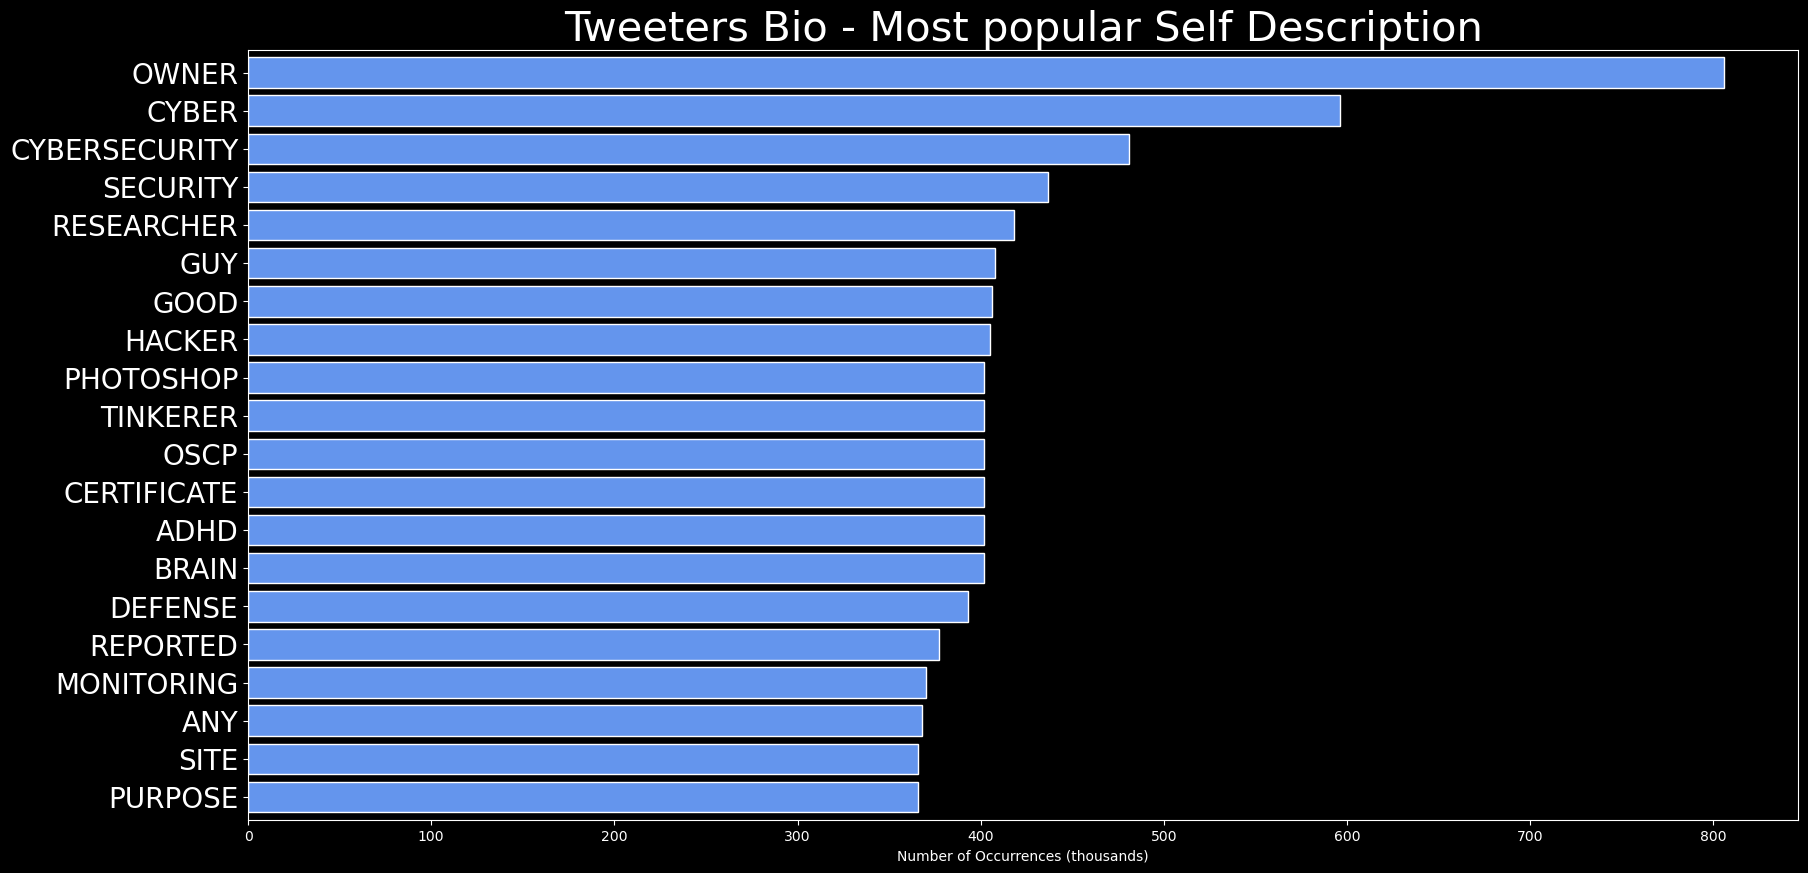 Tweeters Bio - Most popular Self Description
OWNER
CYBER
CYBERSECURITY
SECURITY
RESEARCHER
GUY
GOOD
HACKER
PHOTOSHOP
TINKERER
OSCP
CERTIFICATE
ADHD
BRAIN
DEFENSE
REPORTED
MONITORING
ANY
SITE
PURPOSE
0 100 200 300 400 500 600 700 800
Number of Occurrences (thousands)